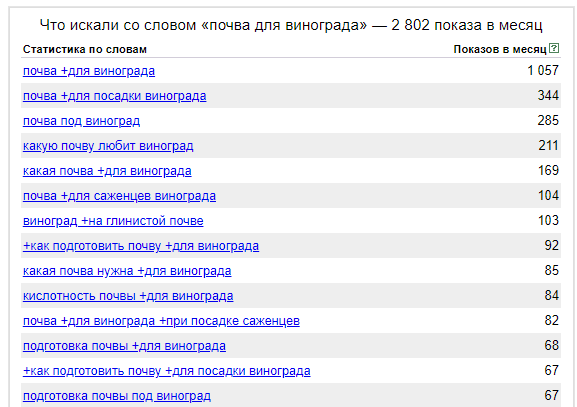 Что искали со словом «почва для винограда» — 2 802 показа в месяц
Статистика по словам Показов в месяц ?
почва +для винограда 1 057
почва +для посадки винограда 344
почва под виноград 285
какую почву любит виноград 211
какая почва +для винограда 169
почва +для саженцев винограда 104
виноград +на глинистой почве 103
+как подготовить почву +для винограда 92
какая почва нужна +для винограда 85
кислотность почвы +для винограда 84
почва +для винограда +при посадке саженцев 82
подготовка почвы +для винограда 68
+как подготовить почву +для посадки винограда 67
подготовка почвы под виноград 67